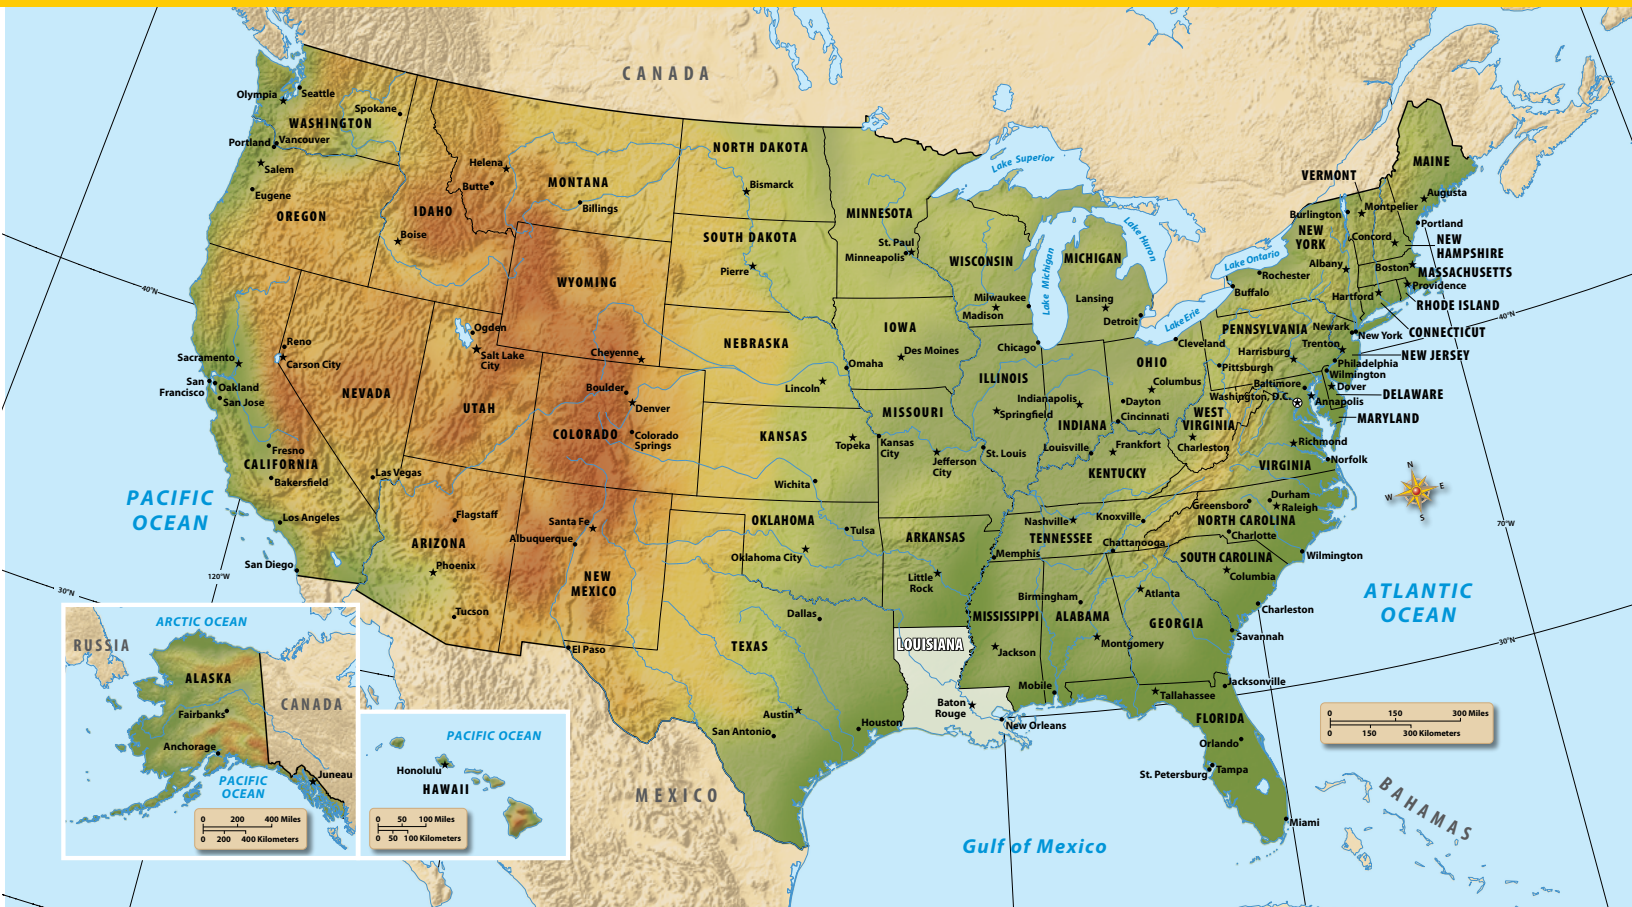 CANADA
Olympia
Seattle
Spokane
WASHINGTON
Portland
Vancouver
Salem
Eugene
OREGON
Helena
Butte
MONTANA
Billings
IDAHO
Boise
NORTH DAKOTA
Bismarck
SOUTH DAKOTA
Pierre
MINNESOTA
St. Paul
Minneapolis
Lake Superior
WISCONSIN
Milwaukee
Madison
Lake Michigan
MICHIGAN
Lansing
Detroit
Lake Huron
Lake Ontario
Lake Erie
VERMONT
MAINE
Augusta
Montpelier
Burlington
Portland
NEW
YORK
Concord
NEW
HAMPSHIRE
Albany
Boston
MASSACHUSETTS
Rochester
Buffalo
Hartford
Providence
RHODE ISLAND
CONNECTICUT
40°N
40°N
WYOMING
Cheyenne
NEBRASKA
Omaha
Lincoln
IOWA
Des Moines
Chicago
ILLINOIS
Springfield
INDIANA
Indianapolis
OHIO
Cleveland
Columbus
Dayton
Cincinnati
PENNSYLVANIA
Harrisburg
Pittsburgh
Newark
New York
Trenton
NEW JERSEY
Philadelphia
Wilmington
Baltimore
Dover
DELAWARE
Washington, D.C.
Annapolis
MARYLAND
WEST
VIRGINIA
Charleston
Richmond
Norfolk
VIRGINIA
Reno
Carson City
Sacramento
San
Francisco
Oakland
San Jose
NEVADA
Ogden
Salt Lake
City
UTAH
Boulder
Denver
COLORADO
Colorado
Springs
KANSAS
Topeka
Wichita
MISSOURI
Kansas
City
Jefferson
City
St. Louis
Louisville
Frankfort
KENTUCKY
Fresno
CALIFORNIA
Bakersfield
Las Vegas
Los Angeles
San Diego
PACIFIC
OCEAN
120°W
30°N
Flagstaff
ARIZONA
Phoenix
Tucson
Santa Fe
Albuquerque
NEW
MEXICO
El Paso
OKLAHOMA
Tulsa
Oklahoma City
ARKANSAS
Little
Rock
Nashville
Knoxville
TENNESSEE
Chattanooga
Memphis
Greensboro
Durham
Raleigh
NORTH CAROLINA
Charlotte
Wilmington
SOUTH CAROLINA
Columbia
Charleston
N
E
S
W
70°W
TEXAS
Dallas
Austin
San Antonio
Houston
LOUISIANA
Baton
Rouge
New Orleans
MISSISSIPPI
Jackson
Birmingham
ALABAMA
Montgomery
Mobile
Atlanta
GEORGIA
Savannah
ATLANTIC
OCEAN
30°N
Jacksonville
Tallahassee
FLORIDA
Orlando
Tampa
St. Petersburg
Miami
BAHAMAS
0 150 300 Miles
0 150 300 Kilometers
Gulf of Mexico
MEXICO
ARCTIC OCEAN
RUSSIA
ALASKA
CANADA
Fairbanks
Anchorage
Juneau
PACIFIC
OCEAN
0 200 400 Miles
0 200 400 Kilometers
PACIFIC OCEAN
Honolulu
HAWAII
0 50 100 Miles
0 50 100 Kilometers